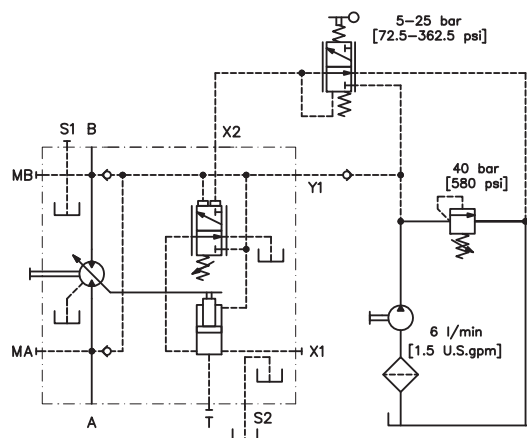 5-25 bar
[72.5-362.5 psi]
S1 B
X2
MB
Y1
40 bar
[580 psi]
6 l/min
[1.5 U.S.gpm]
MA
X1
A
T
S2